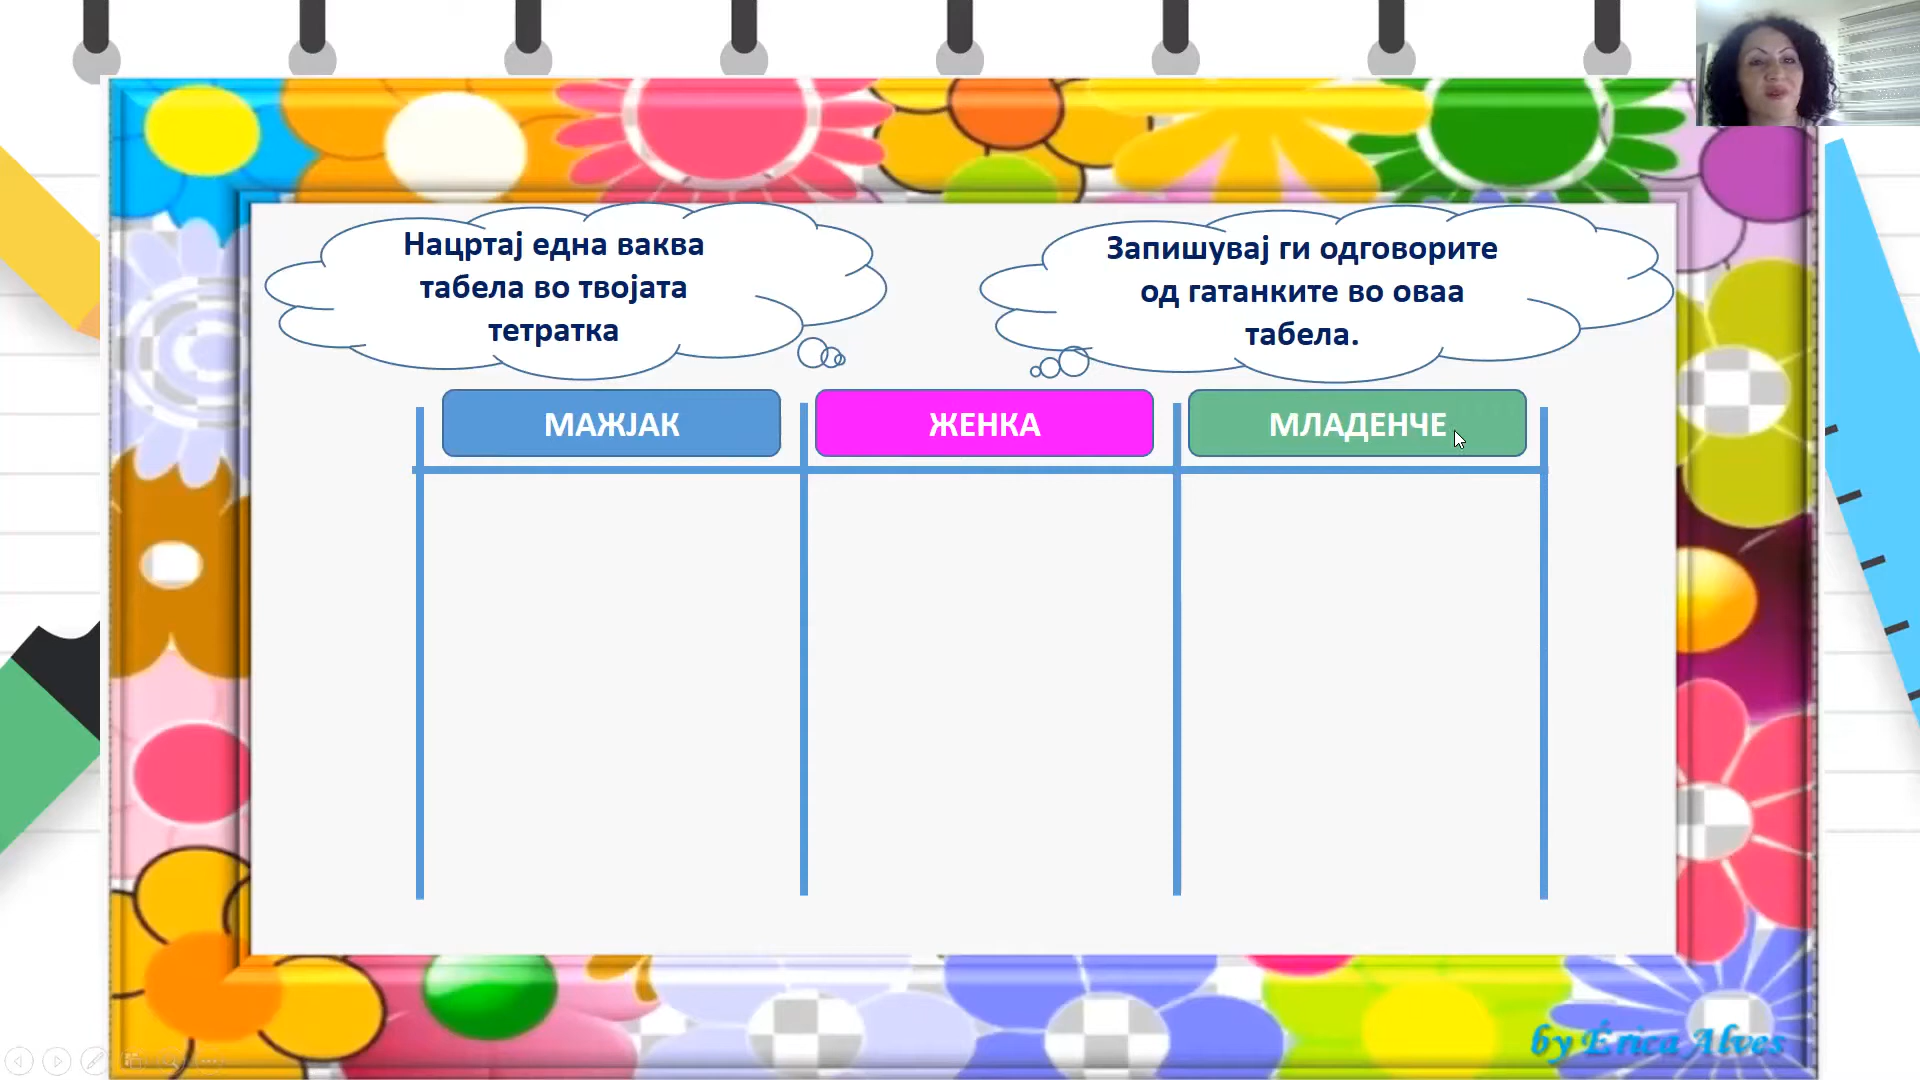 Нацртај една ваква
табела во твојата
тетратка
Запишувај ги одговорите
од гатанките во оваа
табела.
МАЖЈАК
ЖЕНКА
МЛАДЕНЧЕ
by Érica Alves